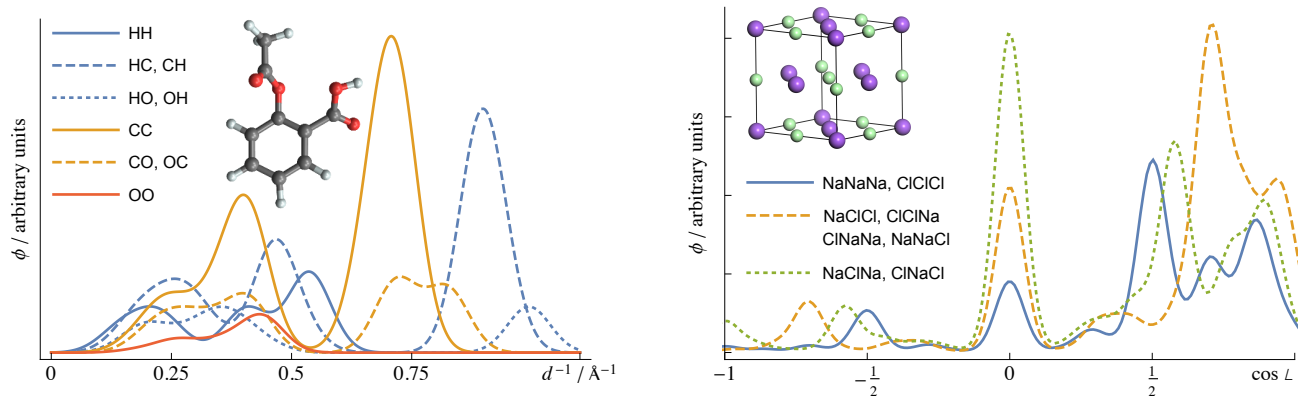 HH
HC, CH
HO, OH
CC
CO, OC
OO
ϕ / arbitrary units
0
0.25
0.5
0.75
d⁻¹ / Å⁻¹
NaNaNa, ClClCl
NaClCl, ClClNa
ClNaNa, NaNaCl
NaClNa, ClNaCl
ϕ / arbitrary units
-1
-1/2
0
1/2
cos ∠